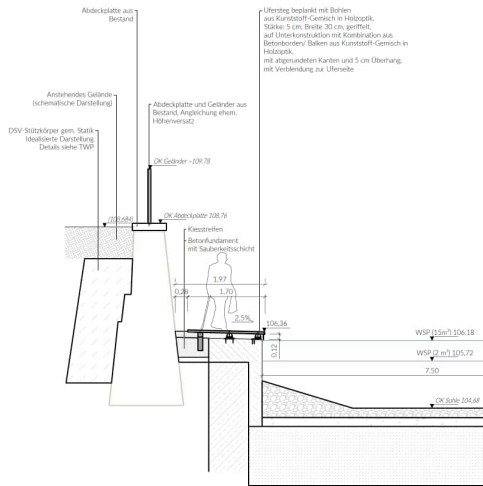 Abdeckplatte aus
Bestand
Ufersteg beplankt mit Bohlen
aus Kunststoff-Gemisch in Holzoptik,
Stärke: 5 cm, Breite 30 cm, geriffelt,
auf Unterkonstruktion mit Kombination aus
Betonborden/ Balken aus Kunststoff-Gemisch in
Holzoptik,
mit abgerundeten Kanten und 5 cm Überhang,
mit Verblendung zur Uferseite
Anstehendes Gelände
(schematische Darstellung)
Abdeckplatte und Geländer aus
Bestand, Angleichung ehem.
Höhenversatz
DSV-Stützkörper gem. Statik
Idealisierte Darstellung
Details siehe TWP
OK Geländer ~109,78
(108,684)
OK Abdeckplatte 108,76
Kiesstreifen
Betonfundament
mit Sauberkeitsschicht
1,97
0,28
1,70
2,5%
106,36
0,12
WSP (15m³) 106,18
WSP (2 m³) 105,72
7,50
OK Sohle 104,68